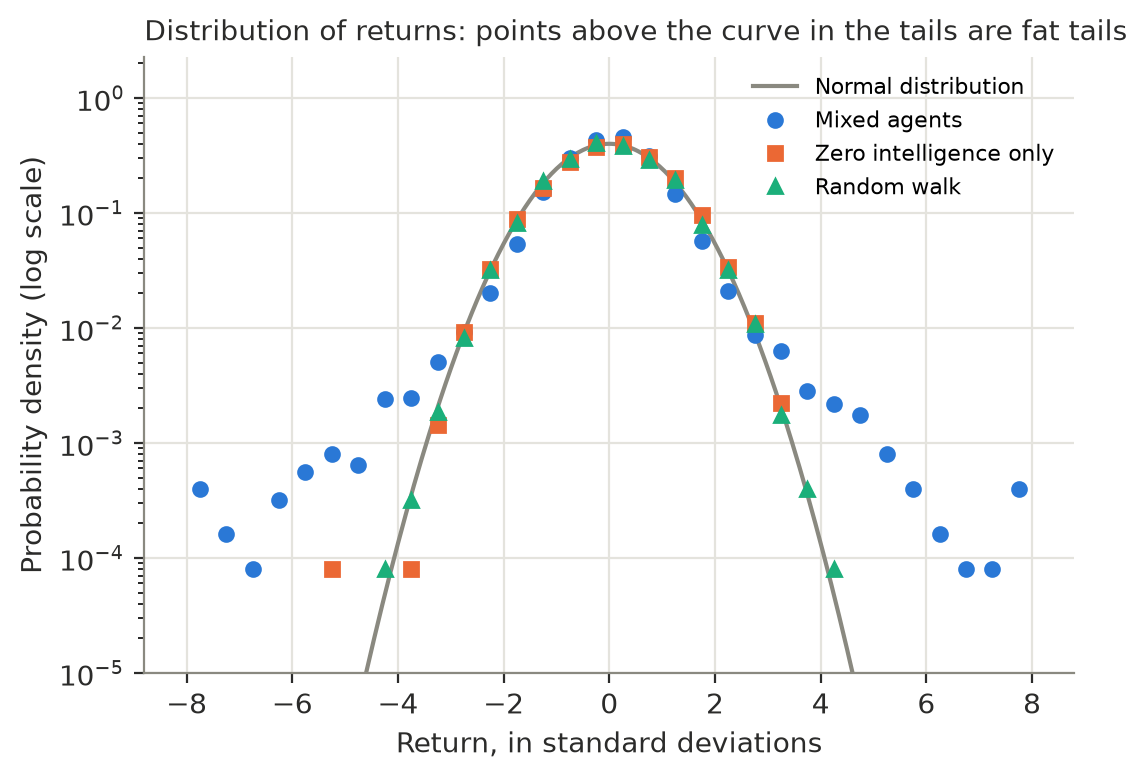 Distribution of returns: points above the curve in the tails are fat tails
Normal distribution
Mixed agents
Zero intelligence only
Random walk
Probability density (log scale)
10⁰
10⁻¹
10⁻²
10⁻³
10⁻⁴
10⁻⁵
−8 −6 −4 −2 0 2 4 6 8
Return, in standard deviations